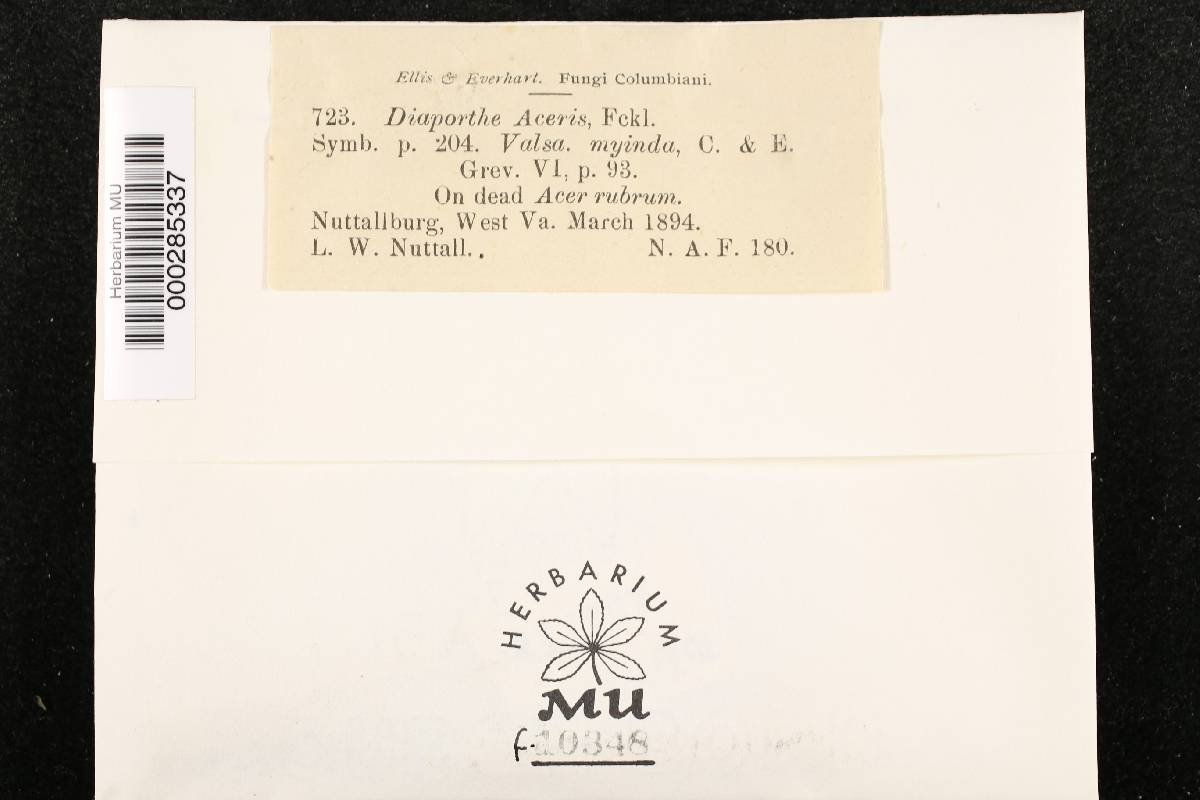 Ellis & Everhart. Fungi Columbiani.
723. Diaporthe Aceris, Fckl.
Symb. p. 204. Valsa. myinda, C. & E.
Grev. VI, p. 93.
On dead Acer rubrum.
Nuttallburg, West Va. March 1894.
L. W. Nuttall.. N. A. F. 180.
Herbarium MU
000285337
HERBARIUM
MU
f. 10348